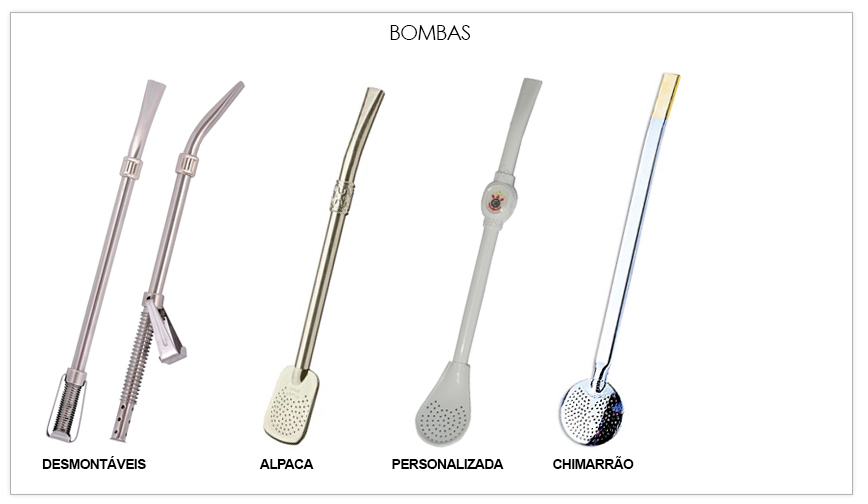 BOMBAS
DESMONTÁVEIS
ALPACA
PERSONALIZADA
CHIMARRÃO